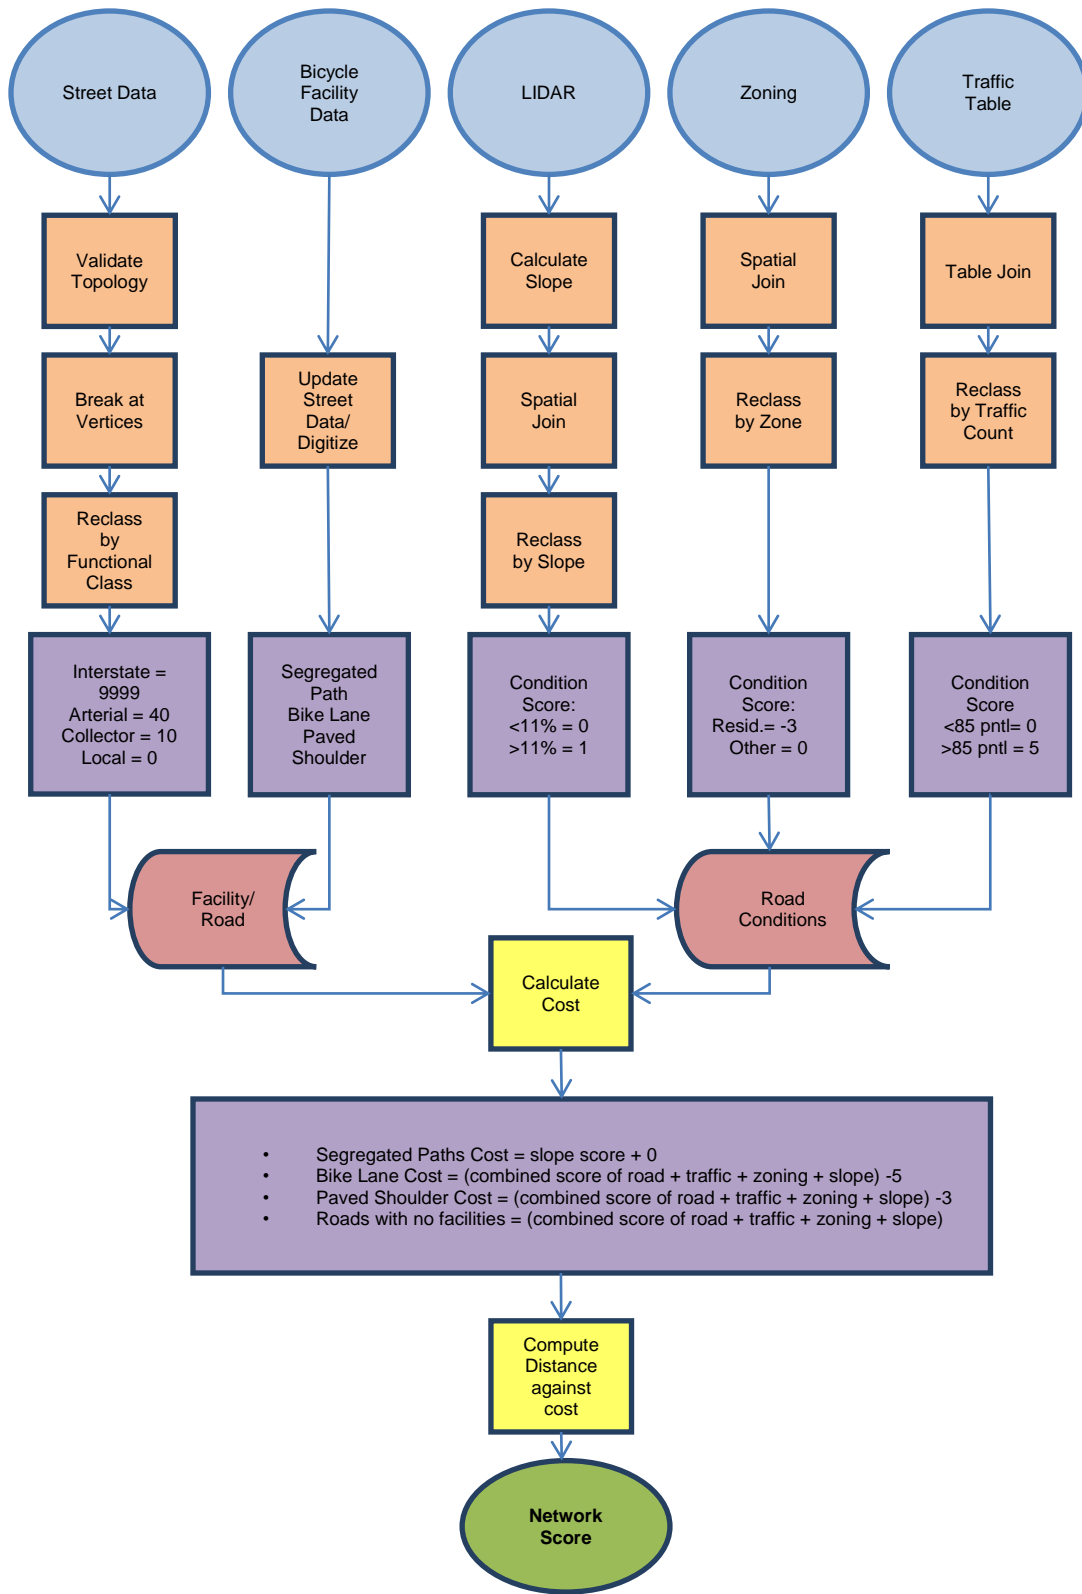 Street Data
Bicycle
Facility
Data
LIDAR
Zoning
Traffic
Table
Validate
Topology
Calculate
Slope
Spatial
Join
Table Join
Break at
Vertices
Update
Street
Data/
Digitize
Spatial
Join
Reclass
by Zone
Reclass
by Traffic
Count
Reclass
by
Functional
Class
Reclass
by Slope
Interstate =
9999
Arterial = 40
Collector = 10
Local = 0
Segregated
Path
Bike Lane
Paved
Shoulder
Condition
Score:
<11% = 0
>11% = 1
Condition
Score:
Resid.= -3
Other = 0
Condition
Score
<85 pntl= 0
>85 pntl = 5
Facility/
Road
Road
Conditions
Calculate
Cost
• Segregated Paths Cost = slope score + 0
• Bike Lane Cost = (combined score of road + traffic + zoning + slope) -5
• Paved Shoulder Cost = (combined score of road + traffic + zoning + slope) -3
• Roads with no facilities = (combined score of road + traffic + zoning + slope)
Compute
Distance
against
cost
Network
Score